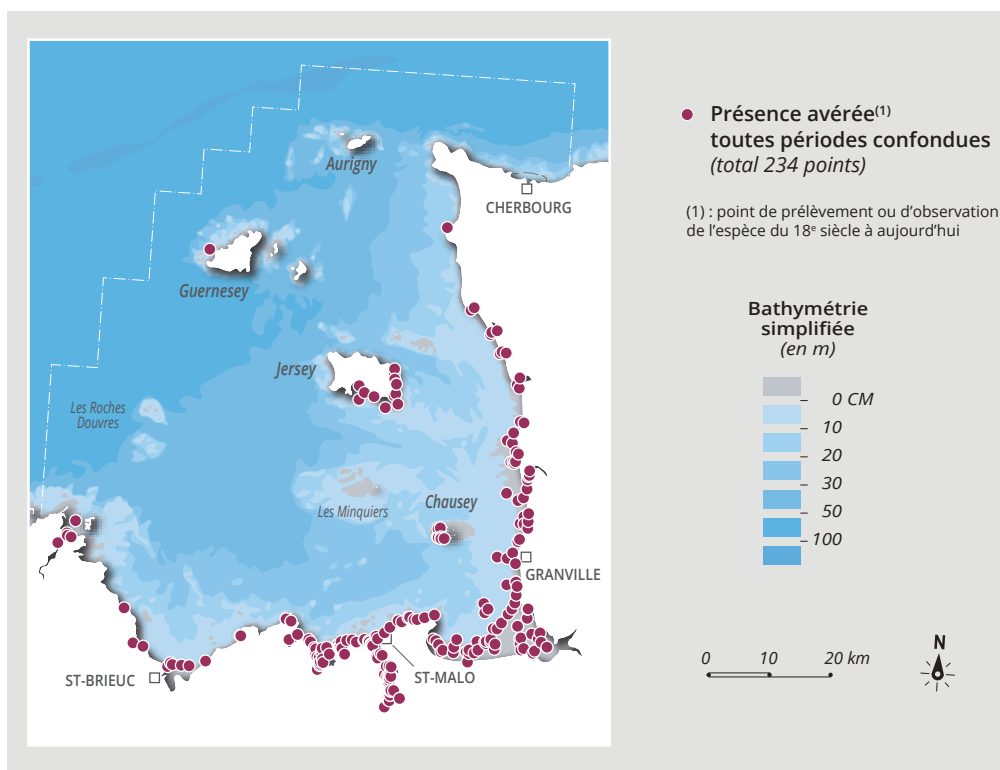 Aurigny
CHERBOURG
Guernesey
Jersey
Les Roches
Douvres
Les Minquiers
Chausey
GRANVILLE
ST-BRIEUC
ST-MALO
Présence avérée(1)
toutes périodes confondues
(total 234 points)
(1) : point de prélèvement ou d'observation
de l'espèce du 18e siècle à aujourd'hui
Bathymétrie
simplifiée
(en m)
0 CM
10
20
30
50
100
N
0 10 20 km